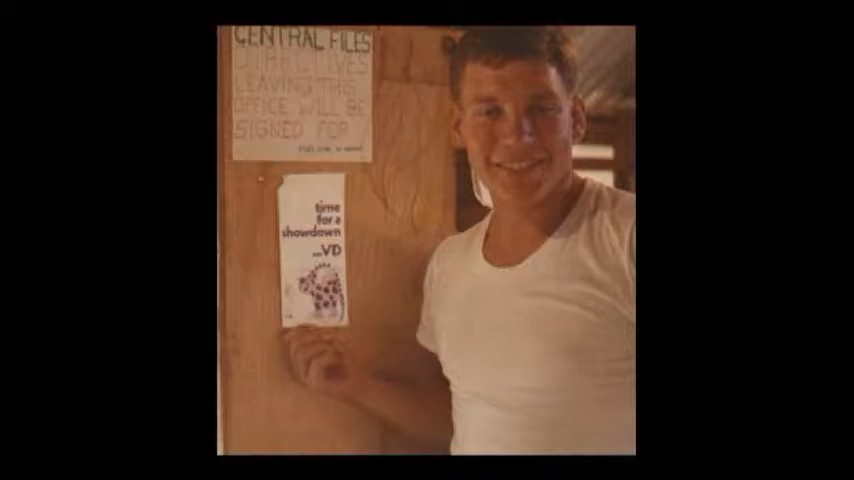 CENTRAL FILES
DIRECTIVES
LEAVING THIS
OFFICE WILL BE
SIGNED FOR!
time
for a
showdown
...VD